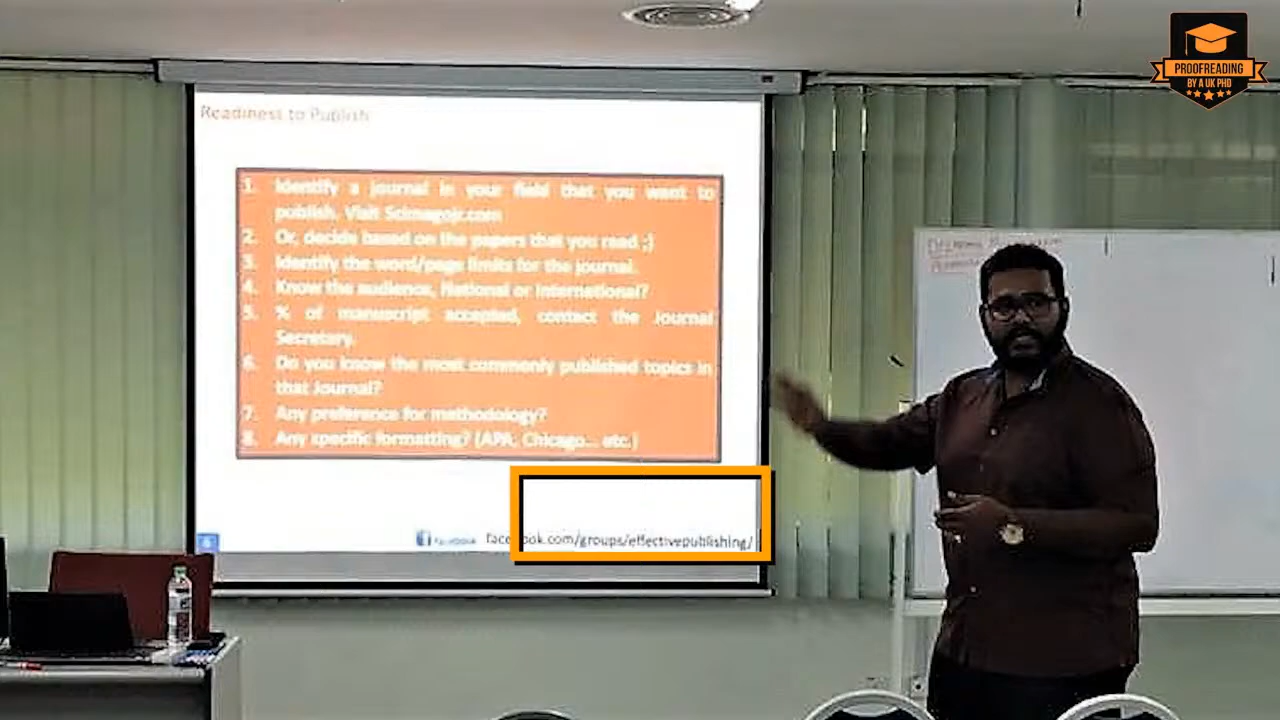 PROOFREADING
BY A UK PHD
Readiness to Publish
1. Identify a journal in your field that you want to
publish. Visit Scimagojr.com
2. Or, decide based on the papers that you read ;)
3. Identify the word/page limits for the journal.
4. Know the audience, National or International?
5. % of manuscript accepted, contact the Journal
Secretary.
6. Do you know the most commonly published topics in
that Journal?
7. Any preference for methodology?
8. Any specific formatting? (APA, Chicago... etc.)
6
facebook facebook.com/groups/effectivepublishing/